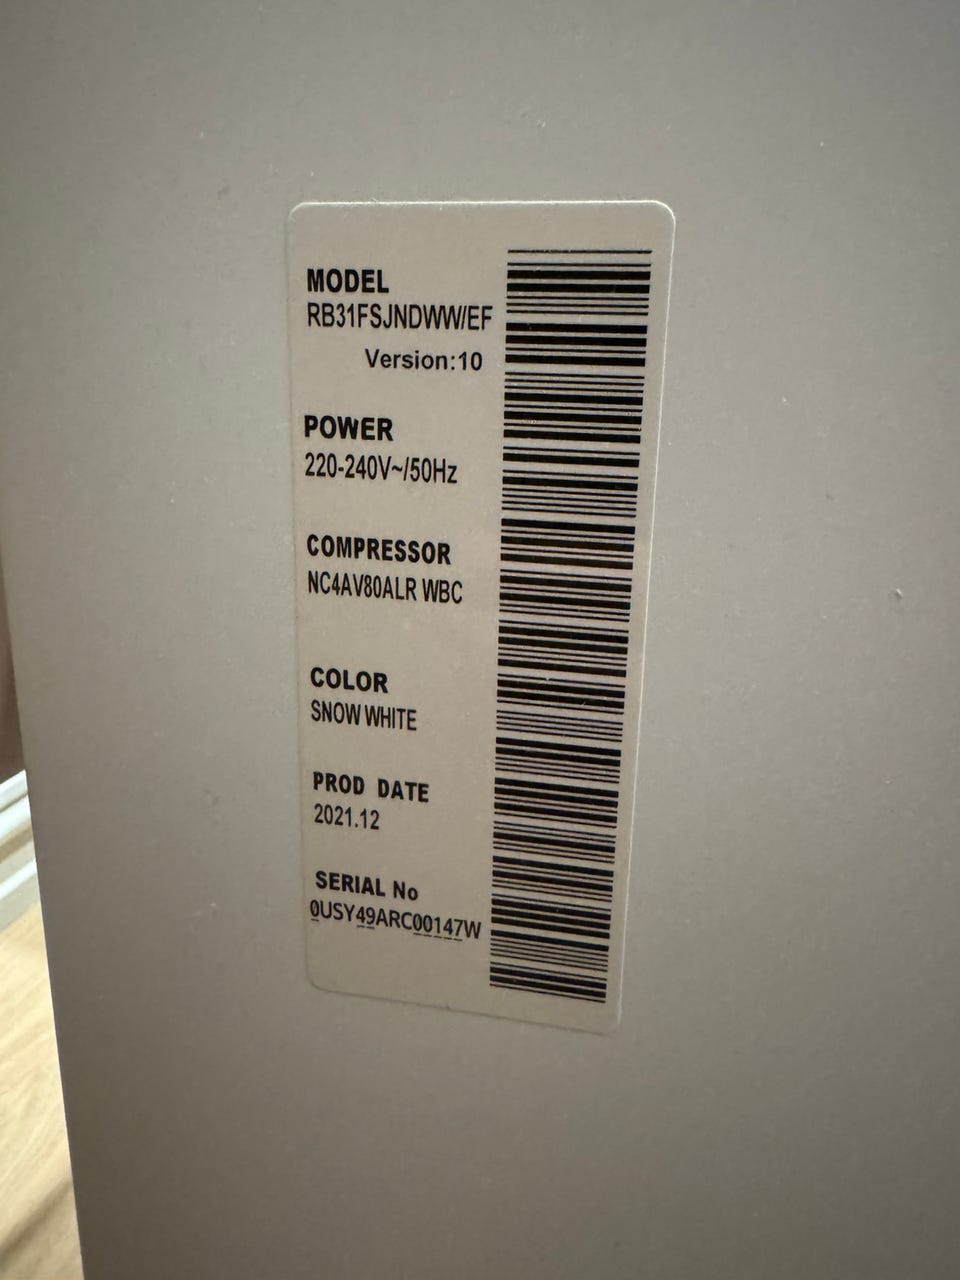 MODEL
RB31FSJNDWW/EF
Version:10
POWER
220-240V~/50Hz
COMPRESSOR
NC4AV80ALR WBC
COLOR
SNOW WHITE
PROD DATE
2021.12
SERIAL No
0USY49ARC00147W